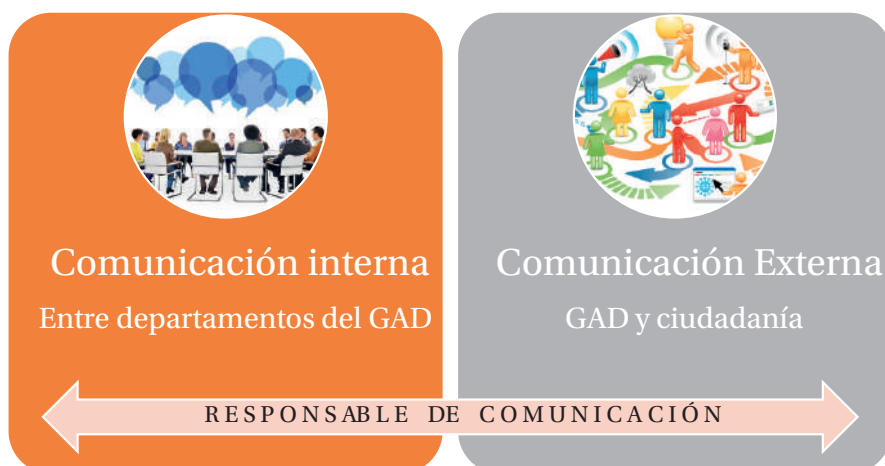 Comunicación interna
Entre departamentos del GAD
Comunicación Externa
GAD y ciudadanía
RESPONSABLE DE COMUNICACIÓN